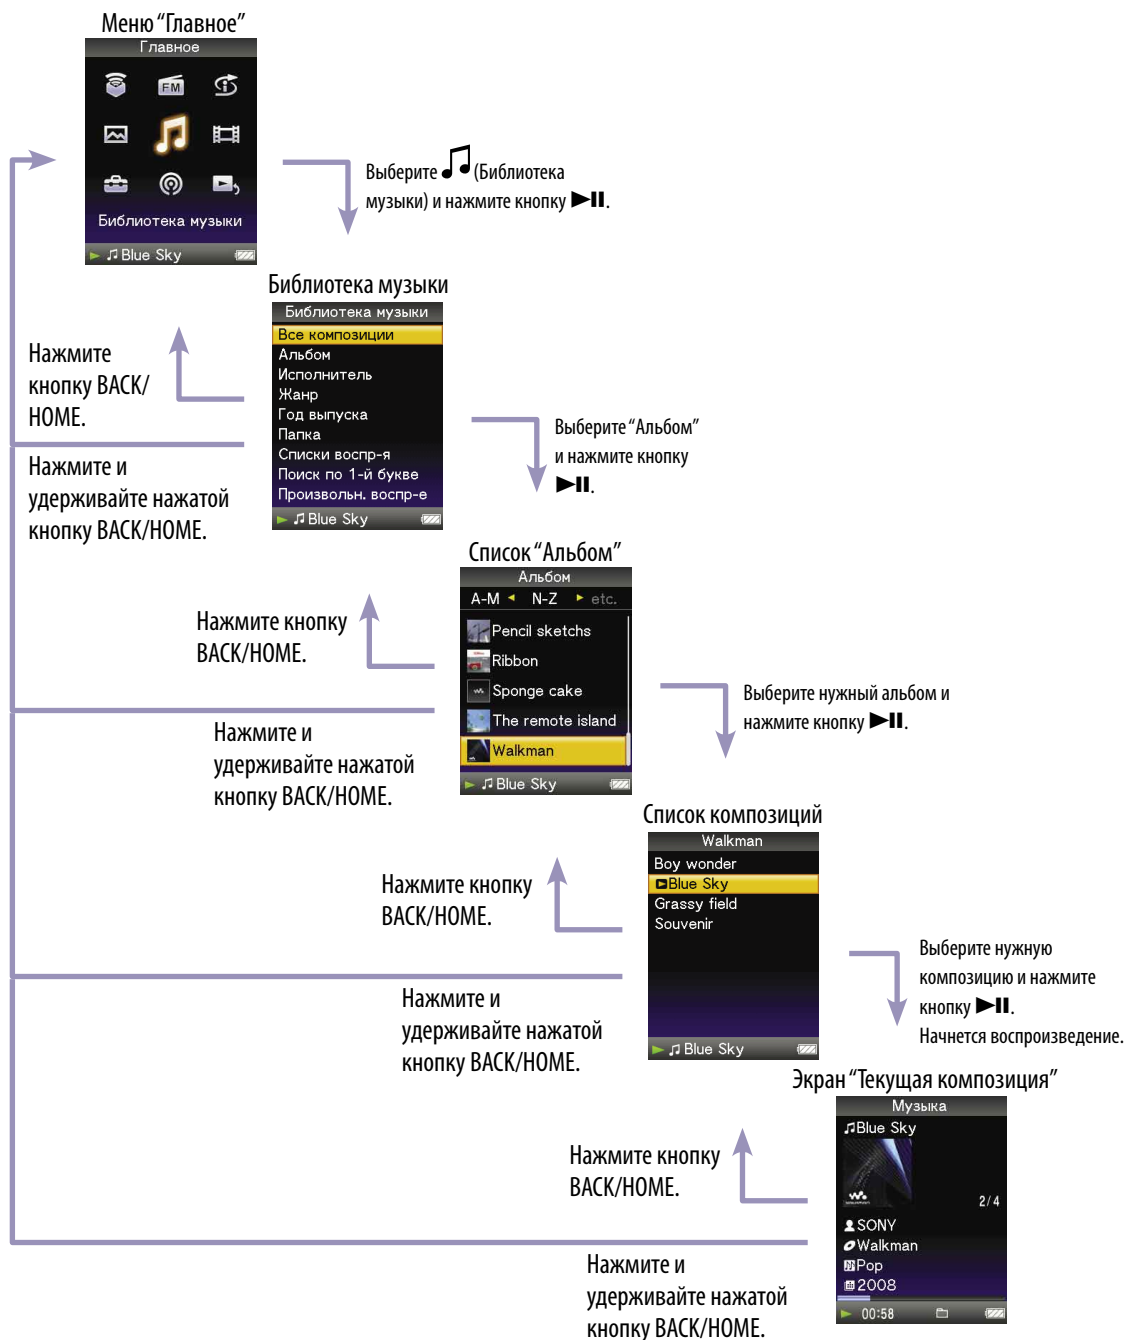 Меню “Главное”
Главное
FM
Библиотека музыки
Blue Sky
Выберите (Библиотека
музыки) и нажмите кнопку .
Библиотека музыки
Библиотека музыки
Все композиции
Альбом
Исполнитель
Жанр
Год выпуска
Папка
Списки воспр-я
Поиск по 1-й букве
Произвольн. воспр-е
Blue Sky
Нажмите
кнопку BACK/
HOME.
Нажмите и
удерживайте нажатой
кнопку BACK/HOME.
Выберите “Альбом”
и нажмите кнопку
.
Список “Альбом”
Альбом
A-M N-Z etc.
Pencil sketchs
Ribbon
Sponge cake
The remote island
Walkman
Blue Sky
Нажмите кнопку
BACK/HOME.
Нажмите и
удерживайте нажатой
кнопку BACK/HOME.
Выберите нужный альбом и
нажмите кнопку .
Список композиций
Walkman
Boy wonder
Blue Sky
Grassy field
Souvenir
Blue Sky
Нажмите кнопку
BACK/HOME.
Нажмите и
удерживайте нажатой
кнопку BACK/HOME.
Выберите нужную
композицию и нажмите
кнопку .
Начнется воспроизведение.
Экран “Текущая композиция”
Музыка
Blue Sky
2/4
SONY
Walkman
Pop
2008
00:58
Нажмите кнопку
BACK/HOME.
Нажмите и
удерживайте нажатой
кнопку BACK/HOME.